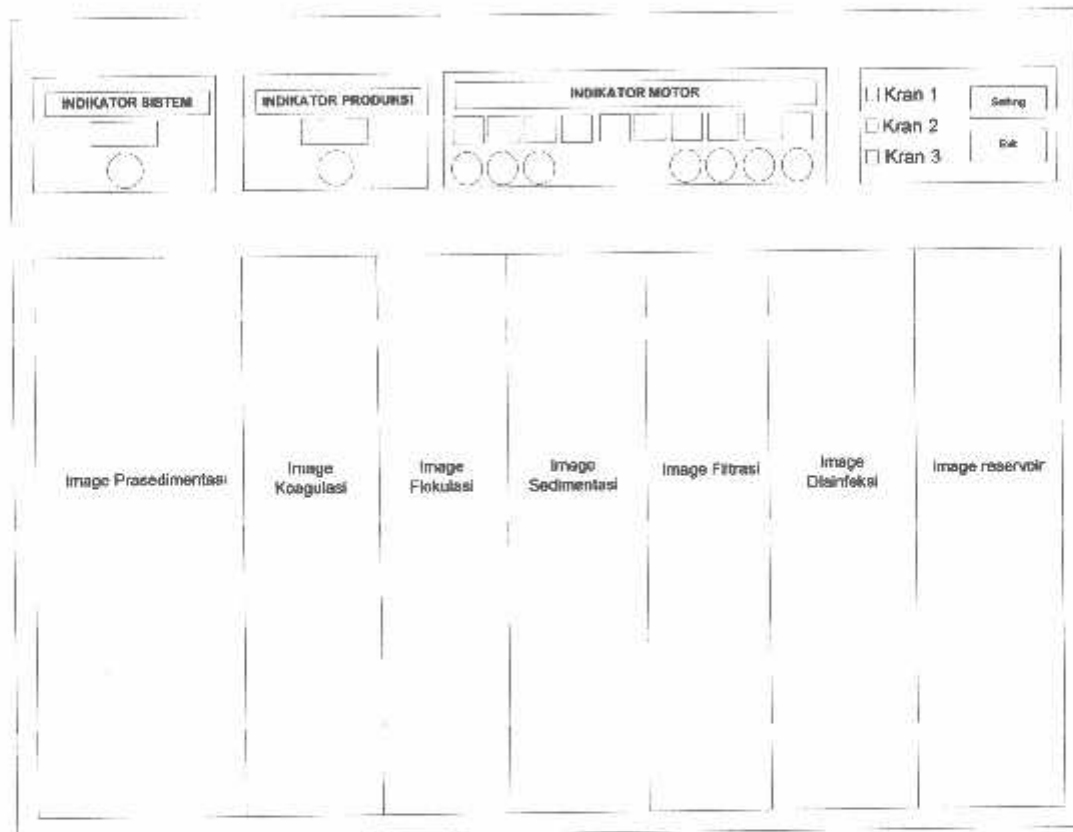 INDIKATOR SISTEM
INDIKATOR PRODUKSI
INDIKATOR MOTOR
Kran 1
Kran 2
Kran 3
Setting
Exit
Image Prasedimentasi
Image
Koagulasi
Image
Flokulasi
Image
Sedimentasi
Image Filtrasi
Image
Disinfeksi
Image reservoir